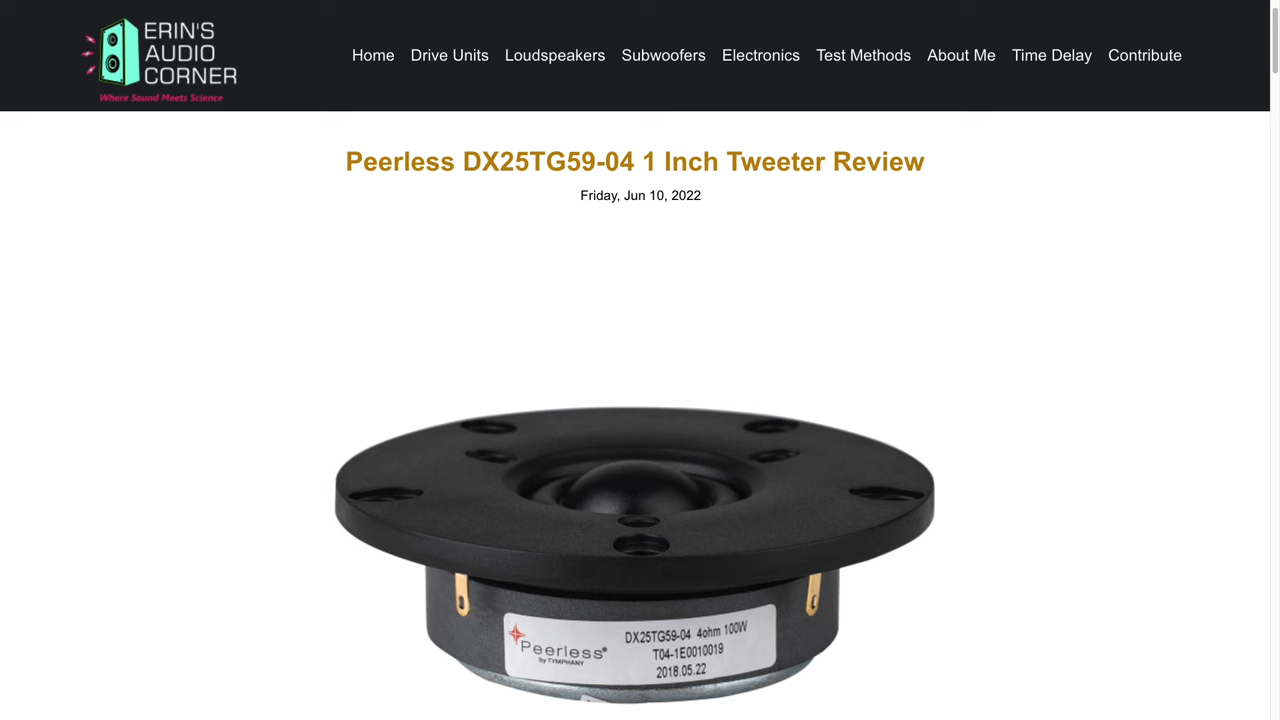 ERIN'S
AUDIO
CORNER
Where Sound Meets Science
Home Drive Units Loudspeakers Subwoofers Electronics Test Methods About Me Time Delay Contribute
Peerless DX25TG59-04 1 Inch Tweeter Review
Friday, Jun 10, 2022
Peerless®
by TYMPHANY
DX25TG59-04 4ohm 100W
T04-1E0010019
2018.05.22